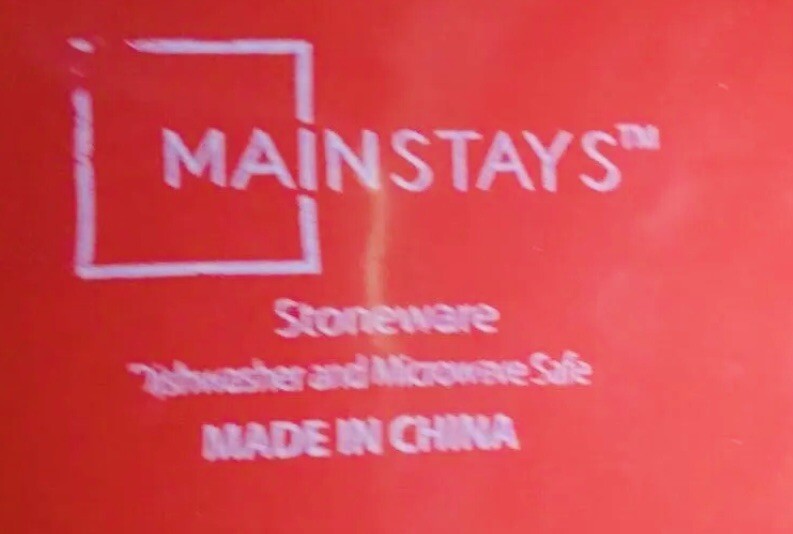 MAINSTAYS™
Stoneware
Dishwasher and Microwave Safe
MADE IN CHINA